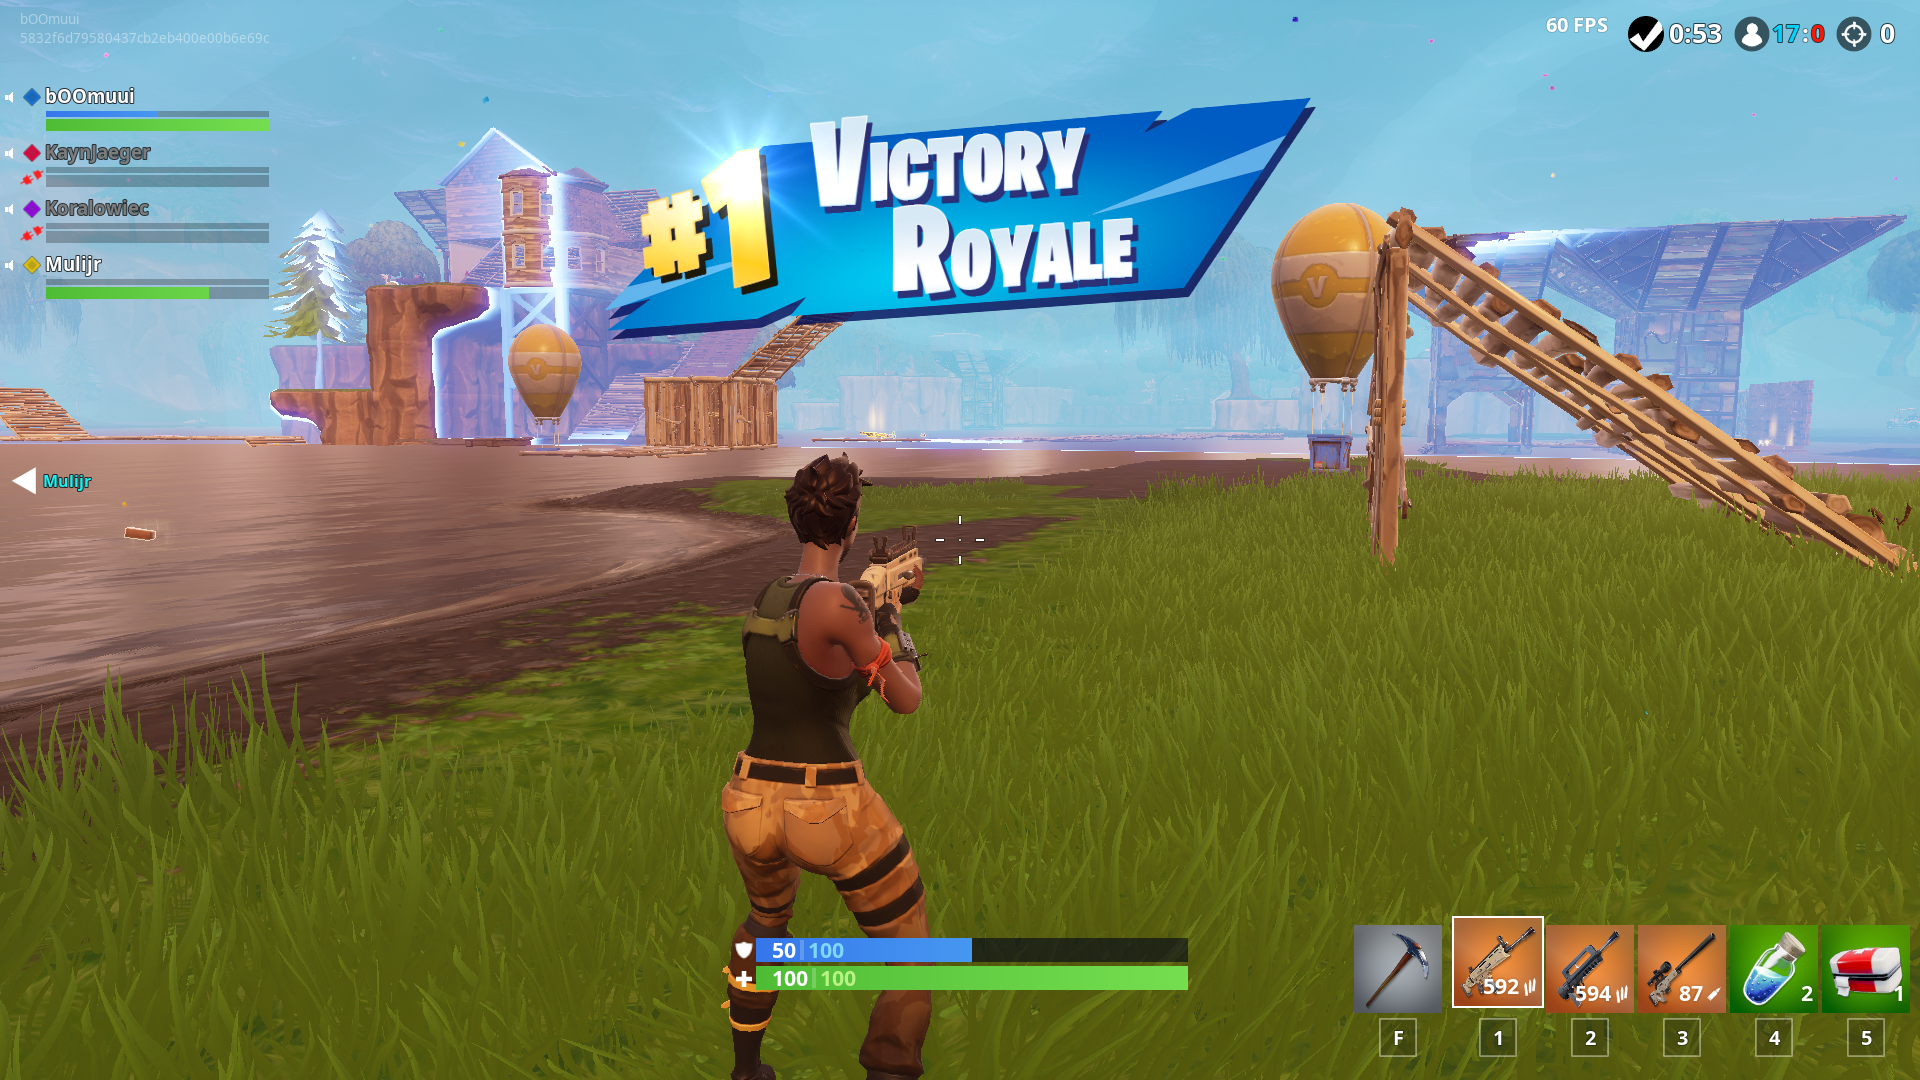 bOOmuui
5832f6d79580437cb2eb400e00b6e69c
60 FPS
0:53
17:0
0
bOOmuui
KaynJaeger
Koralowiec
Mulijr
#1 VICTORY
ROYALE
V
V
Mulijr
50 | 100
100 | 100
592
594
87
2
1
F
1
2
3
4
5